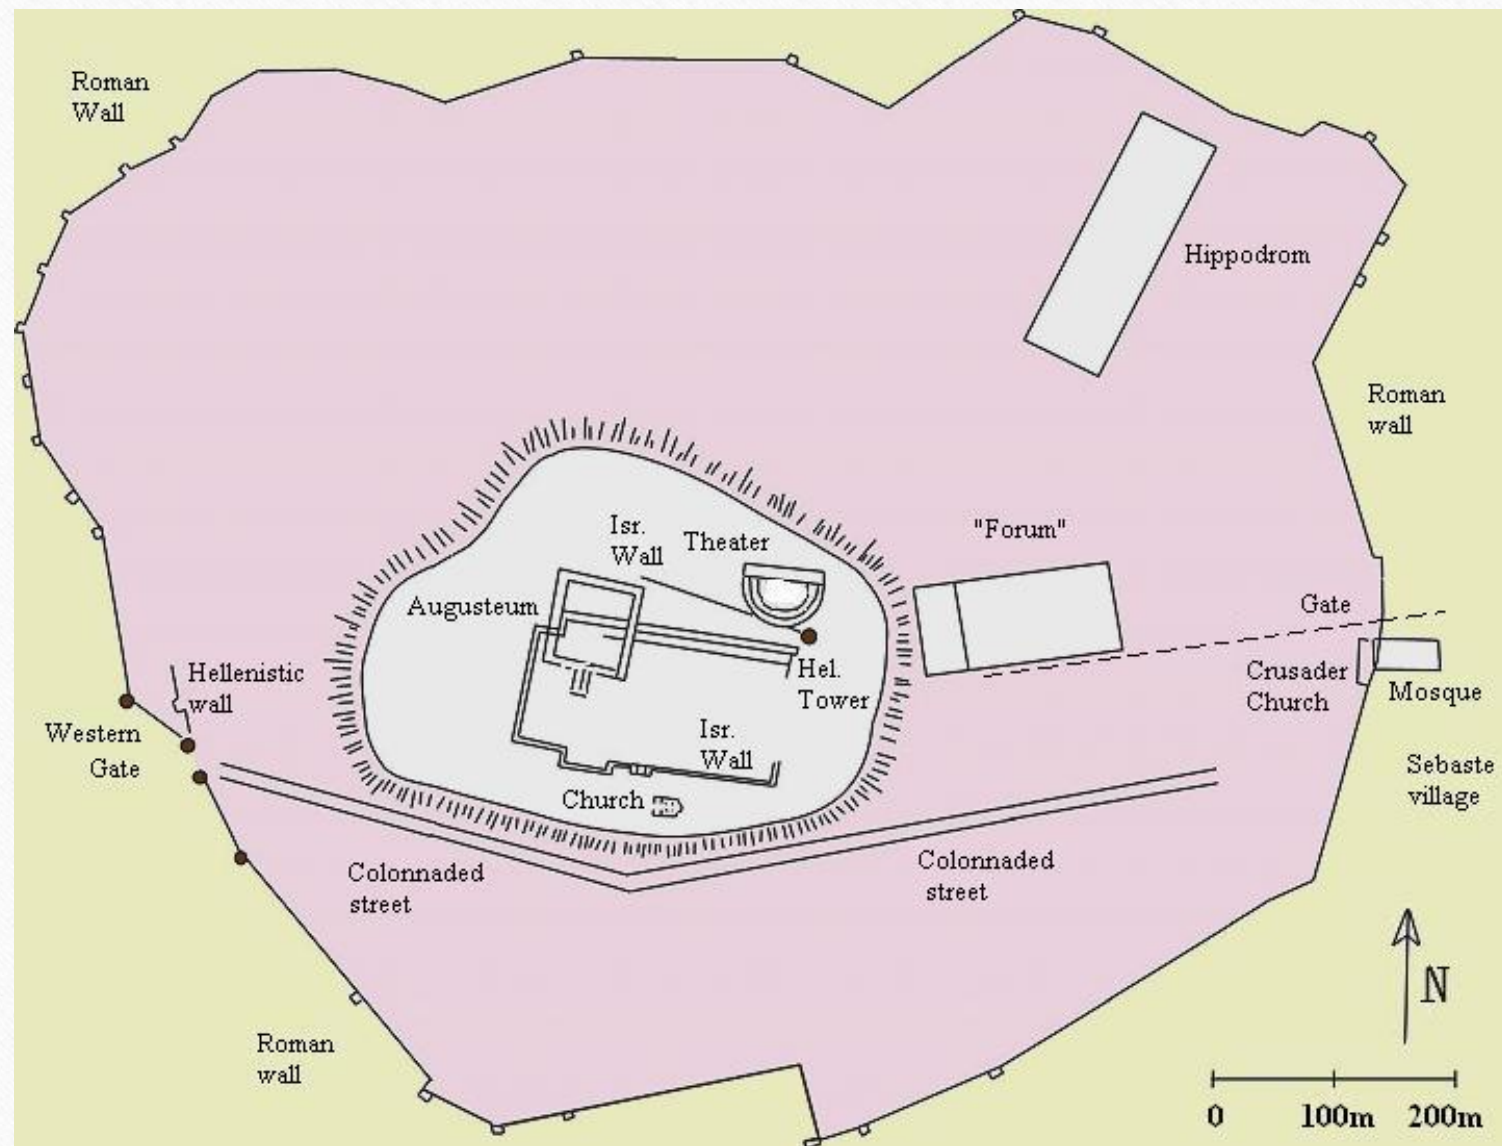 Roman
Wall
Hippodrom
Roman
wall
Isr.
Wall
Theater
"Forum"
Augusteum
Gate
Hellenistic
wall
Hel.
Tower
Crusader
Church
Mosque
Western
Gate
Isr.
Wall
Sebaste
village
Church
Colonnaded
street
Colonnaded
street
N
Roman
wall
0 100m 200m